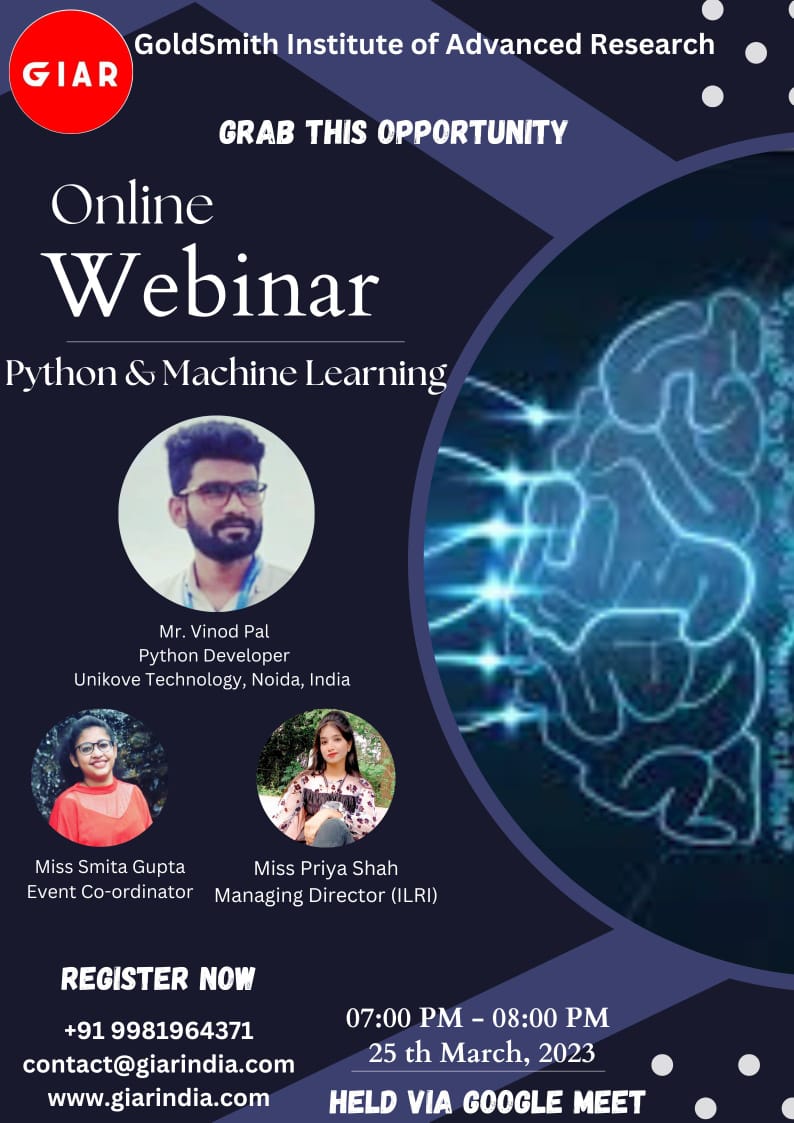 GIAR
GoldSmith Institute of Advanced Research
GRAB THIS OPPORTUNITY
Online
Webinar
Python & Machine Learning
Mr. Vinod Pal
Python Developer
Unikove Technology, Noida, India
Miss Smita Gupta
Event Co-ordinator
Miss Priya Shah
Managing Director (ILRI)
REGISTER NOW
+91 9981964371
contact@giarindia.com
www.giarindia.com
07:00 PM - 08:00 PM
25 th March, 2023
HELD VIA GOOGLE MEET